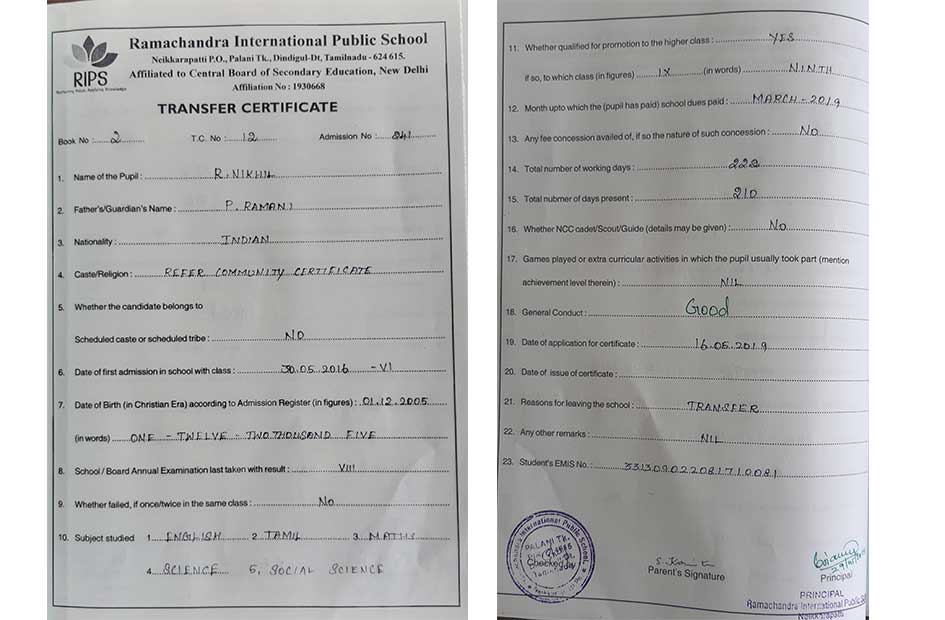 RIPS
Ramachandra International Public School
Neikkarapatti P.O., Palani Tk., Dindigul-Dt, Tamilnadu - 624 615.
Affiliated to Central Board of Secondary Education, New Delhi
Affiliation No : 1930668
TRANSFER CERTIFICATE
Book No : 2 T.C. No : 12 Admission No : 841
1. Name of the Pupil : R. NIKHIL
2. Father's/Guardian's Name : P. RAMANI
3. Nationality : INDIAN
4. Caste/Religion : REFER COMMUNITY CERTIFICATE
5. Whether the candidate belongs to
Scheduled caste or scheduled tribe : NO
6. Date of first admission in school with class : 30.05.2016 - VI
7. Date of Birth (in Christian Era) according to Admission Register (in figures) : 01.12.2005
(in words) ONE - TWELVE - TWO THOUSAND FIVE
8. School / Board Annual Examination last taken with result : VIII
9. Whether failed, if once/twice in the same class : No
10. Subject studied 1. ENGLISH 2. TAMIL 3. MATHS
4. SCIENCE 5. SOCIAL SCIENCE
11. Whether qualified for promotion to the higher class : YES
if so, to which class (in figures) IX (in words) NINTH
12. Month upto which the (pupil has paid) school dues paid : MARCH - 2019
13. Any fee concession availed of, if so the nature of such concession : No
14. Total number of working days : 222
15. Total nubmer of days present : 210
16. Whether NCC cadet/Scout/Guide (details may be given) : No
17. Games played or extra curricular activities in which the pupil usually took part (mention
achievement level therein) : NIL
18. General Conduct : Good
19. Date of application for certificate : 16.05.2019
20. Date of issue of certificate :
21. Reasons for leaving the school : TRANSFER
22. Any other remarks : NIL
23. Student's EMIS No. : 33130902208171 0081
International Public School
PALANI TK.
Checked by
Parent's Signature
Principal
PRINCIPAL
Ramachandra International Public